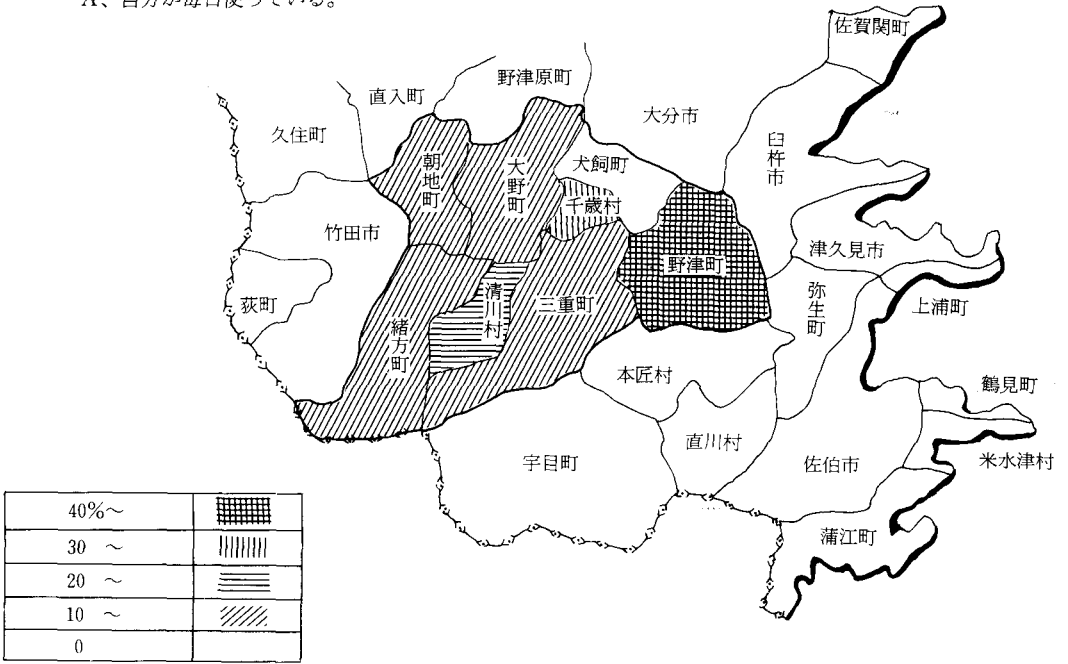 A、自分が毎日使っている。
佐賀関町
野津原町
直入町
大分市
久住町
臼杵市
朝地町
大野町
犬飼町
千歳村
竹田市
津久見市
野津町
荻町
清川村
三重町
弥生町
上浦町
緒方町
本匠村
鶴見町
直川村
宇目町
佐伯市
米水津村
蒲江町
40%～
30 ～
20 ～
10 ～
0